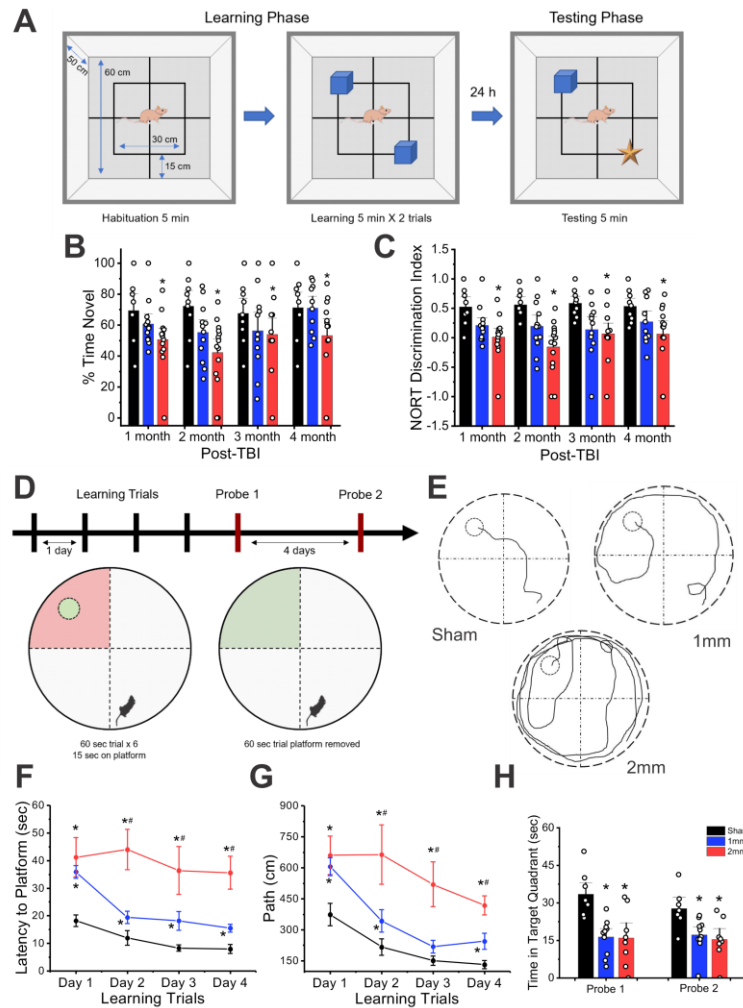 A
Learning Phase
Testing Phase
50 cm
60 cm
30 cm
15 cm
24 h
Habituation 5 min
Learning 5 min X 2 trials
Testing 5 min
B
% Time Novel
100
80
60
40
20
0
* * * *
1 month 2 month 3 month 4 month
Post-TBI
C
NORT Discrimination Index
1.5
1.0
0.5
0.0
-0.5
-1.0
-1.5
* * * *
1 month 2 month 3 month 4 month
Post-TBI
D
Learning Trials
Probe 1
Probe 2
1 day
4 days
60 sec trial x 6
15 sec on platform
60 sec trial platform removed
E
Sham
1mm
2mm
F
Latency to Platform (sec)
60
50
40
30
20
10
0
* *# *# *#
* * * *
Day 1 Day 2 Day 3 Day 4
Learning Trials
G
Path (cm)
900
750
600
450
300
150
* *# *# *#
* * *
Day 1 Day 2 Day 3 Day 4
Learning Trials
H
Time in Target Quadrant (sec)
60
45
30
15
0
Sha
1mm
2mm
* * * *
Probe 1 Probe 2